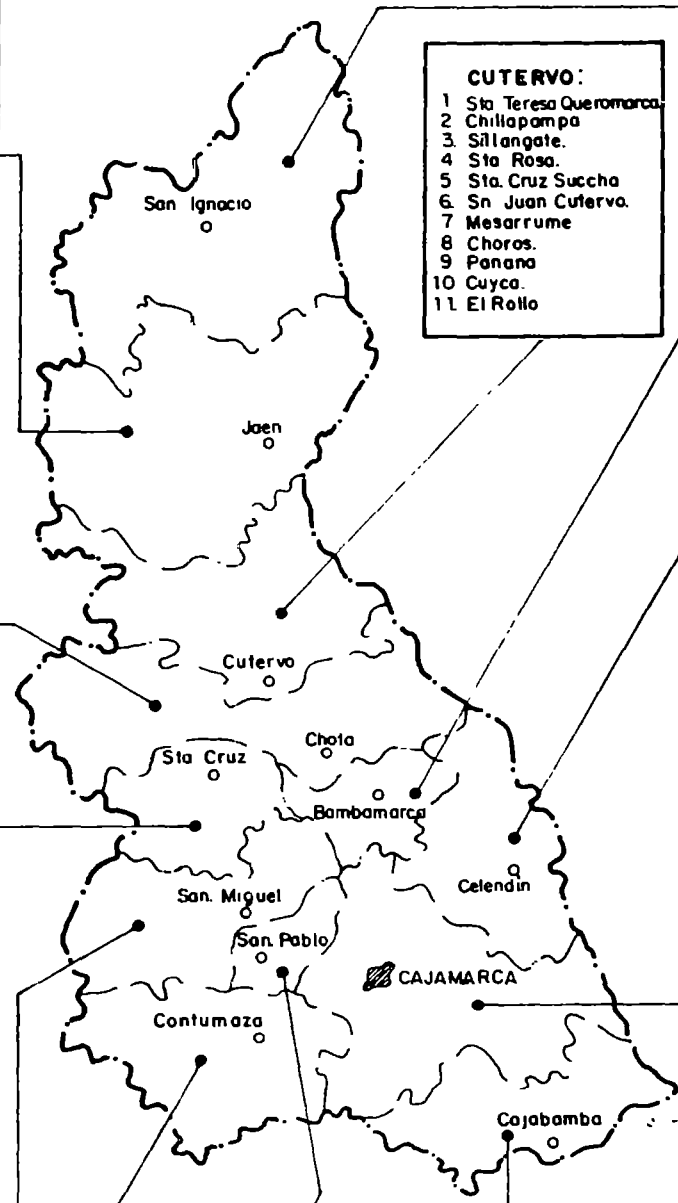 CUTERVO:
1 Sta Teresa Queromarca
2 Chillapampa
3. Sillangate.
4 Sta Rosa.
5 Sta. Cruz Succha
6. Sn Juan Cutervo.
7 Mesarrume
8 Choros.
9 Panana
10 Cuyca.
11. El Rollo
San Ignacio
Jaen
Cutervo
Chota
Sta Cruz
Bambamarca
Celendin
San. Miguel
San. Pablo
CAJAMARCA
Contumaza
Cajabamba